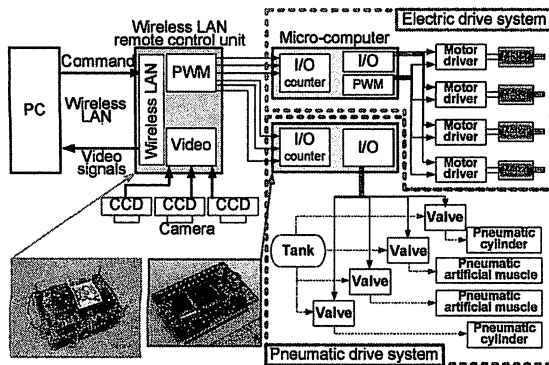 Wireless LAN
remote control unit
Electric drive system
Micro-computer
Command
PC
Wireless
LAN
Video
signals
Wireless LAN
PWM
Video
I/O
counter
I/O
PWM
Motor
driver
Motor
driver
Motor
driver
Motor
driver
I/O
counter
I/O
CCD
CCD
CCD
Camera
Tank
Valve
Valve
Valve
Valve
Pneumatic
cylinder
Pneumatic
artificial muscle
Pneumatic
artificial muscle
Pneumatic
cylinder
Pneumatic drive system